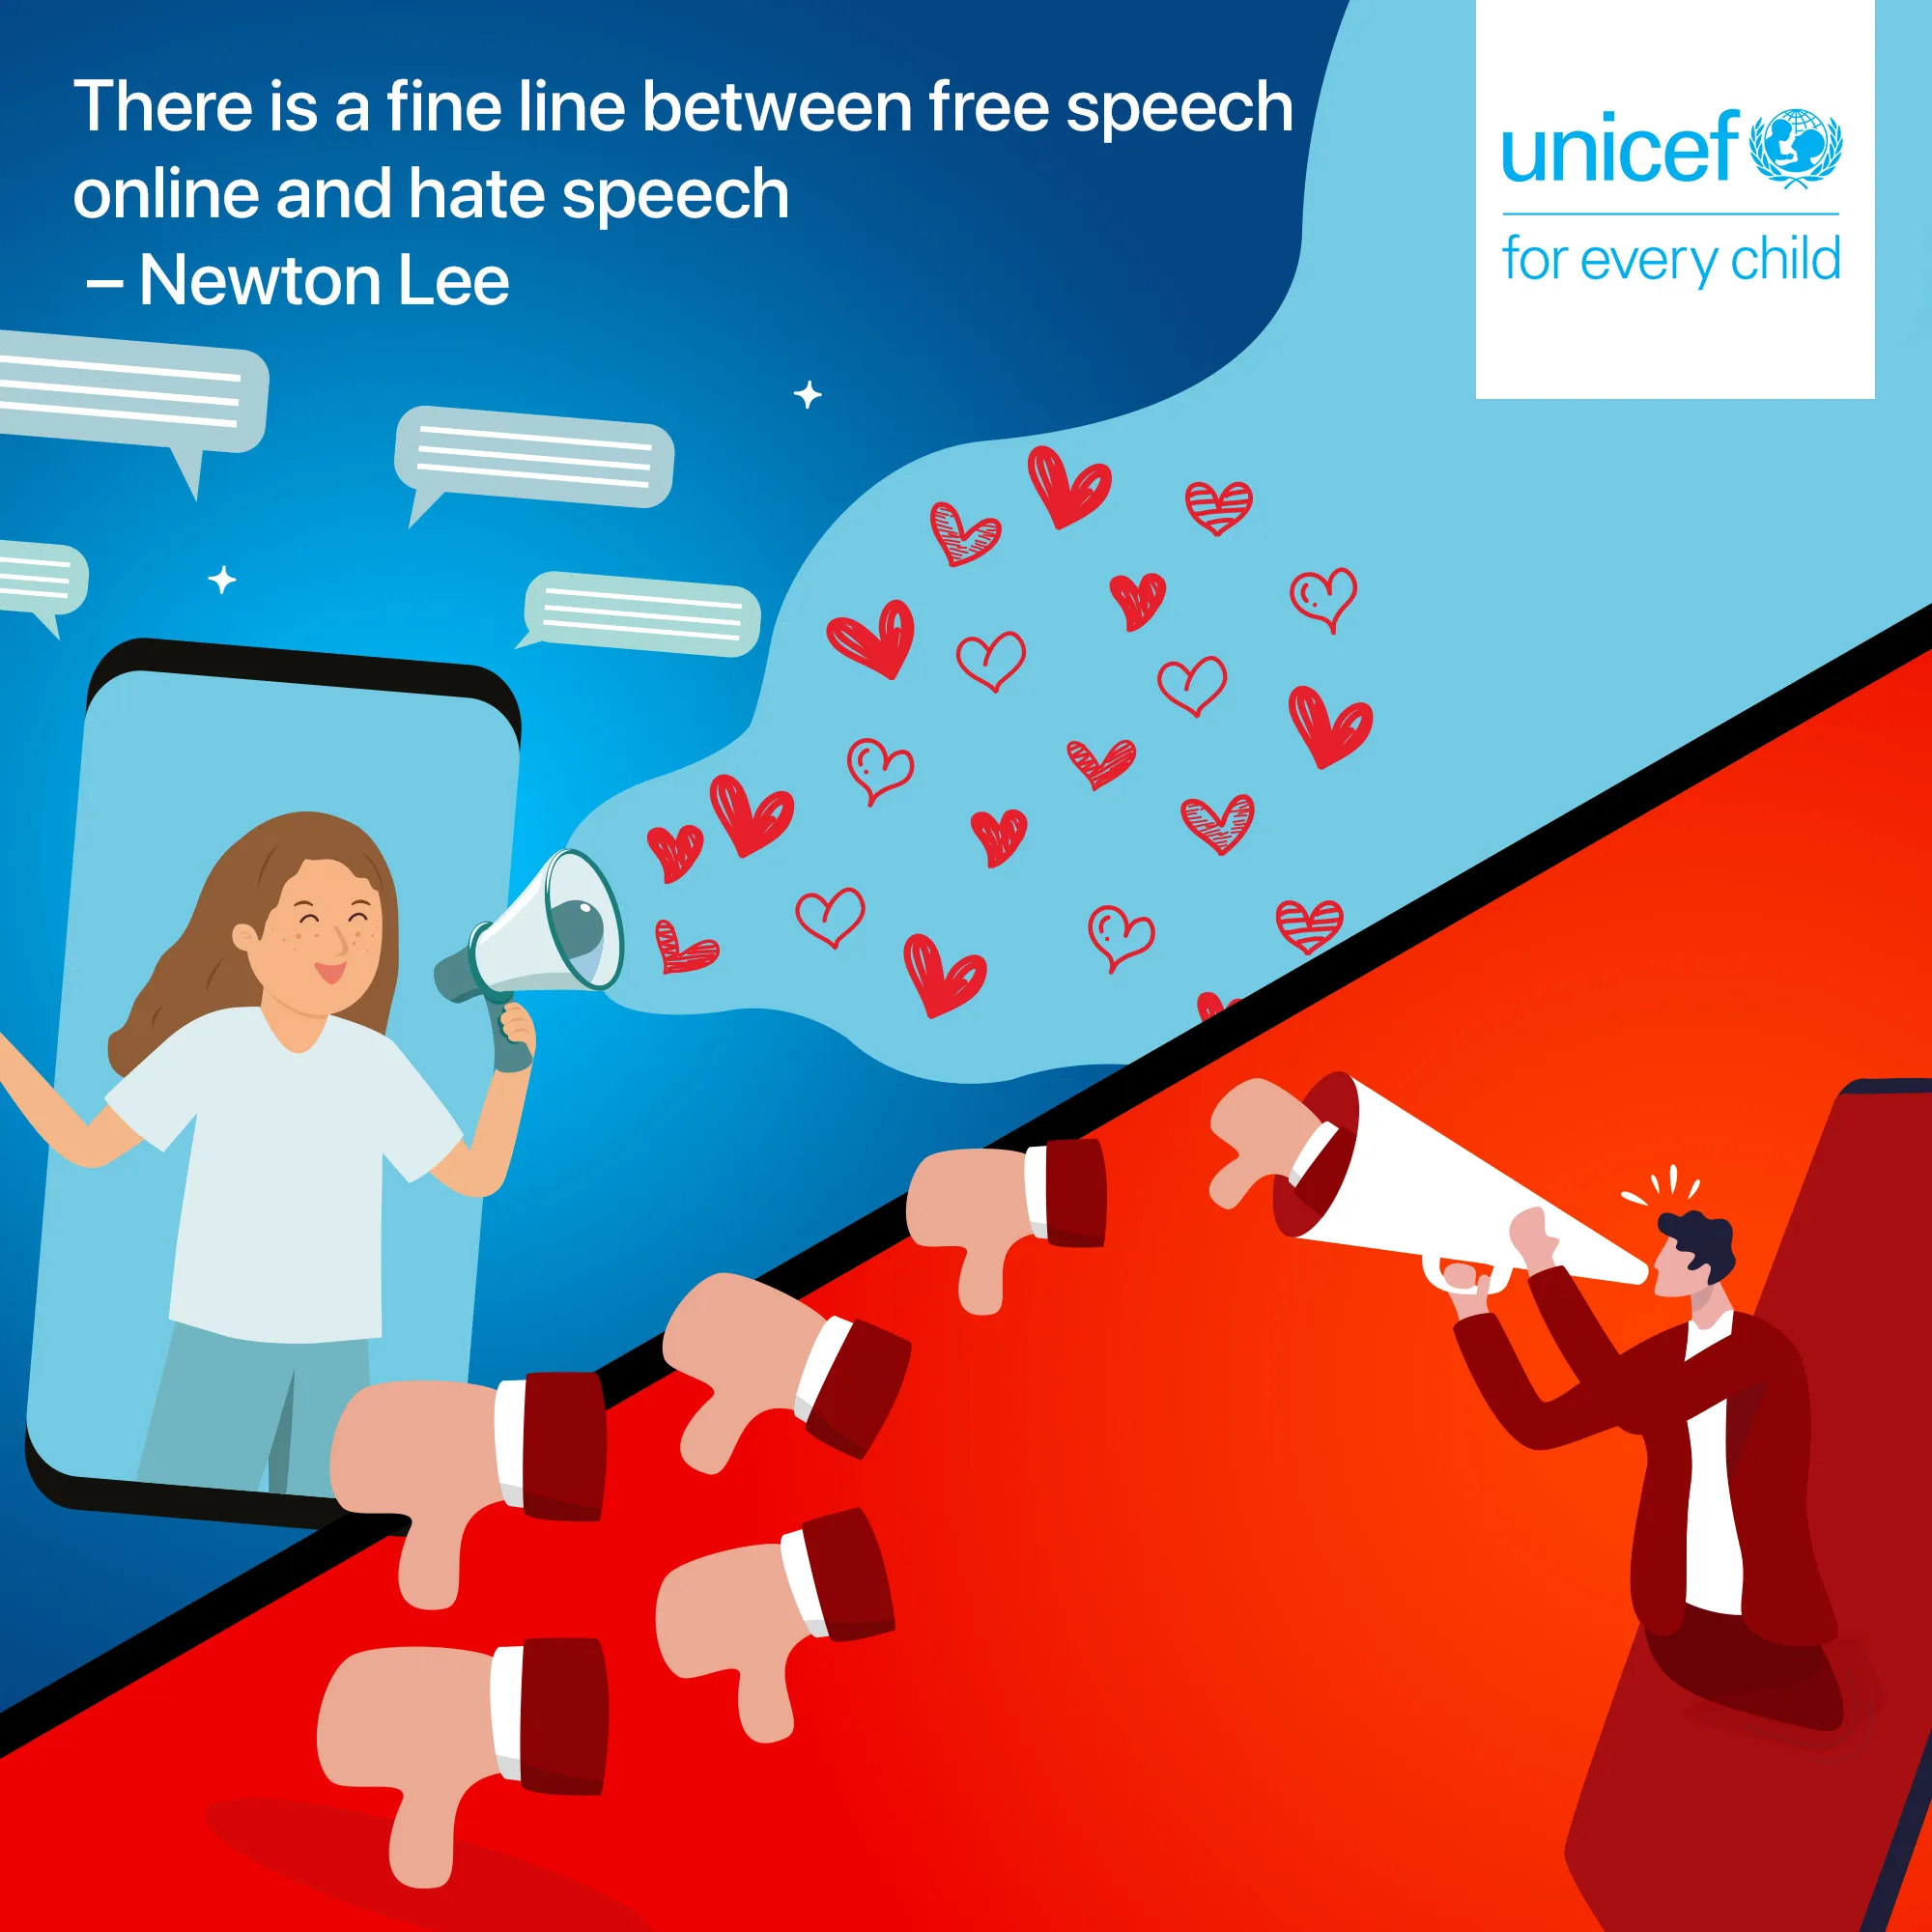 There is a fine line between free speech
online and hate speech
– Newton Lee
unicef
for every child